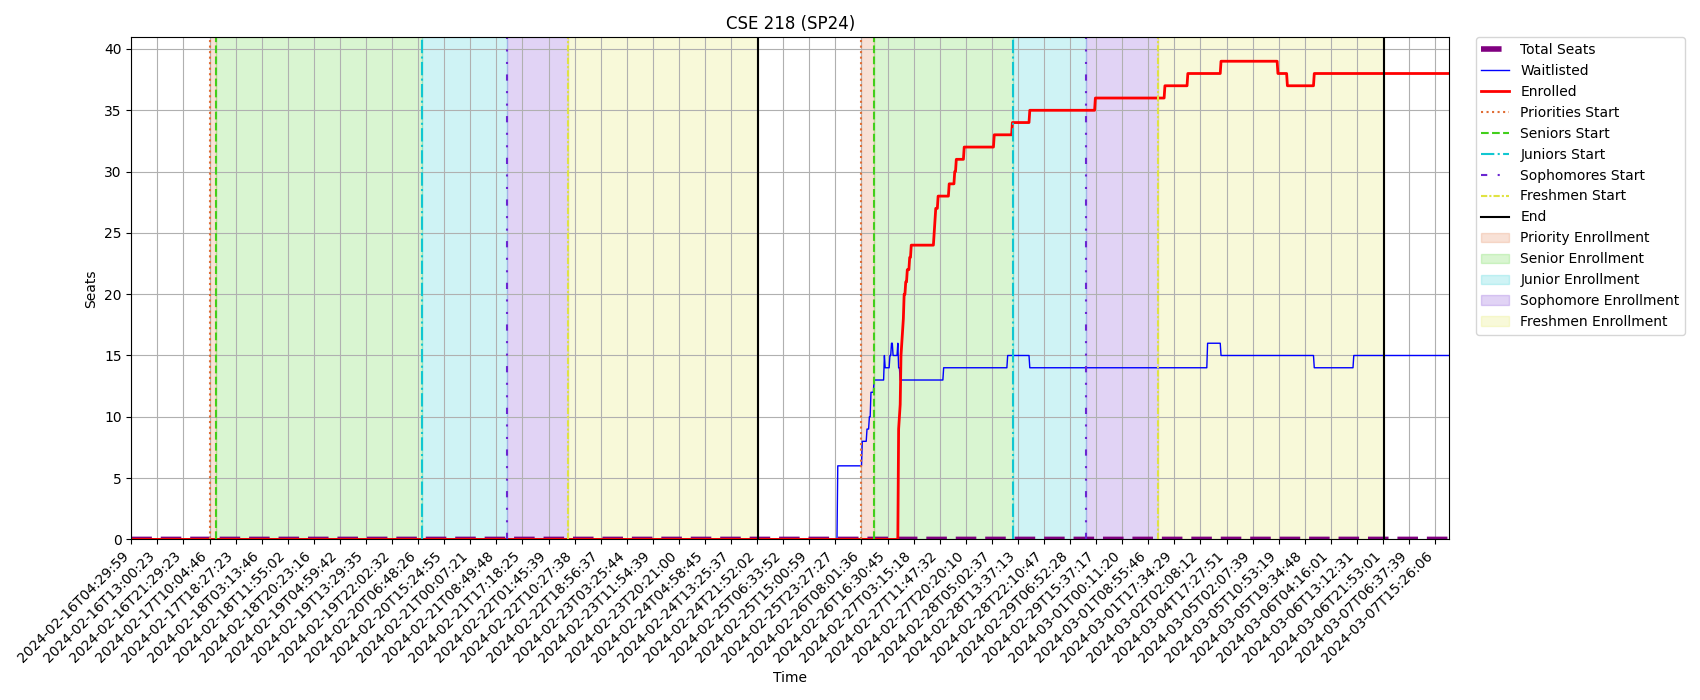 CSE 218 (SP24)
Seats
40
35
30
25
20
15
10
5
0
2024-02-16T04:29:59
2024-02-16T13:00:23
2024-02-16T21:29:23
2024-02-17T10:04:46
2024-02-17T18:27:23
2024-02-18T03:13:46
2024-02-18T11:55:02
2024-02-18T20:23:16
2024-02-19T04:59:42
2024-02-19T13:29:35
2024-02-19T22:02:32
2024-02-20T06:48:26
2024-02-20T15:24:55
2024-02-21T00:07:21
2024-02-21T08:49:48
2024-02-21T17:18:25
2024-02-22T01:45:39
2024-02-22T10:27:38
2024-02-22T18:56:37
2024-02-23T03:25:44
2024-02-23T11:54:39
2024-02-23T20:21:00
2024-02-24T04:58:45
2024-02-24T13:25:37
2024-02-24T21:52:02
2024-02-25T06:33:52
2024-02-25T15:00:59
2024-02-25T23:27:27
2024-02-26T08:01:36
2024-02-26T16:30:45
2024-02-27T03:15:18
2024-02-27T11:47:32
2024-02-27T20:20:10
2024-02-28T05:02:37
2024-02-28T13:37:13
2024-02-28T22:10:47
2024-02-29T06:52:28
2024-02-29T15:37:17
2024-03-01T00:11:20
2024-03-01T08:55:46
2024-03-01T17:34:29
2024-03-02T02:08:12
2024-03-04T17:27:51
2024-03-05T02:07:39
2024-03-05T10:53:19
2024-03-05T19:34:48
2024-03-06T04:16:01
2024-03-06T13:12:31
2024-03-06T21:53:01
2024-03-07T06:37:39
2024-03-07T15:26:06
Time
Total Seats
Waitlisted
Enrolled
Priorities Start
Seniors Start
Juniors Start
Sophomores Start
Freshmen Start
End
Priority Enrollment
Senior Enrollment
Junior Enrollment
Sophomore Enrollment
Freshmen Enrollment